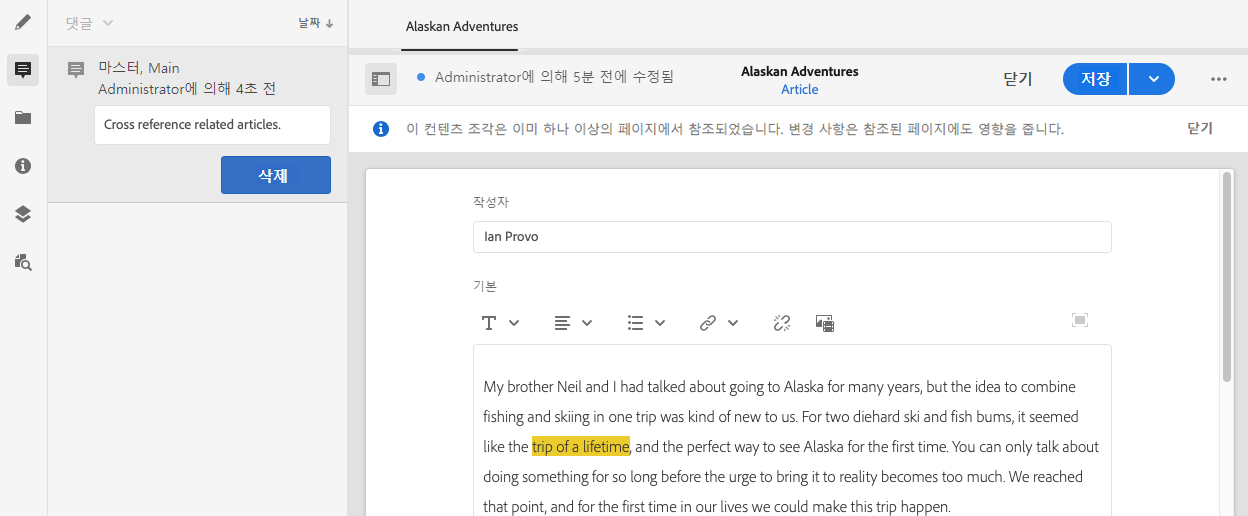 댓글
날짜
마스터, Main
Administrator에 의해 4초 전
Cross reference related articles.
삭제
Alaskan Adventures
Administrator에 의해 5분 전에 수정됨
Alaskan Adventures
Article
닫기
저장
이 컨텐츠 조각은 이미 하나 이상의 페이지에서 참조되었습니다. 변경 사항은 참조된 페이지에도 영향을 줍니다.
닫기
작성자
Ian Provo
기본
My brother Neil and I had talked about going to Alaska for many years, but the idea to combine
fishing and skiing in one trip was kind of new to us. For two diehard ski and fish bums, it seemed
like the trip of a lifetime, and the perfect way to see Alaska for the first time. You can only talk about
doing something for so long before the urge to bring it to reality becomes too much. We reached
that point, and for the first time in our lives we could make this trip happen.